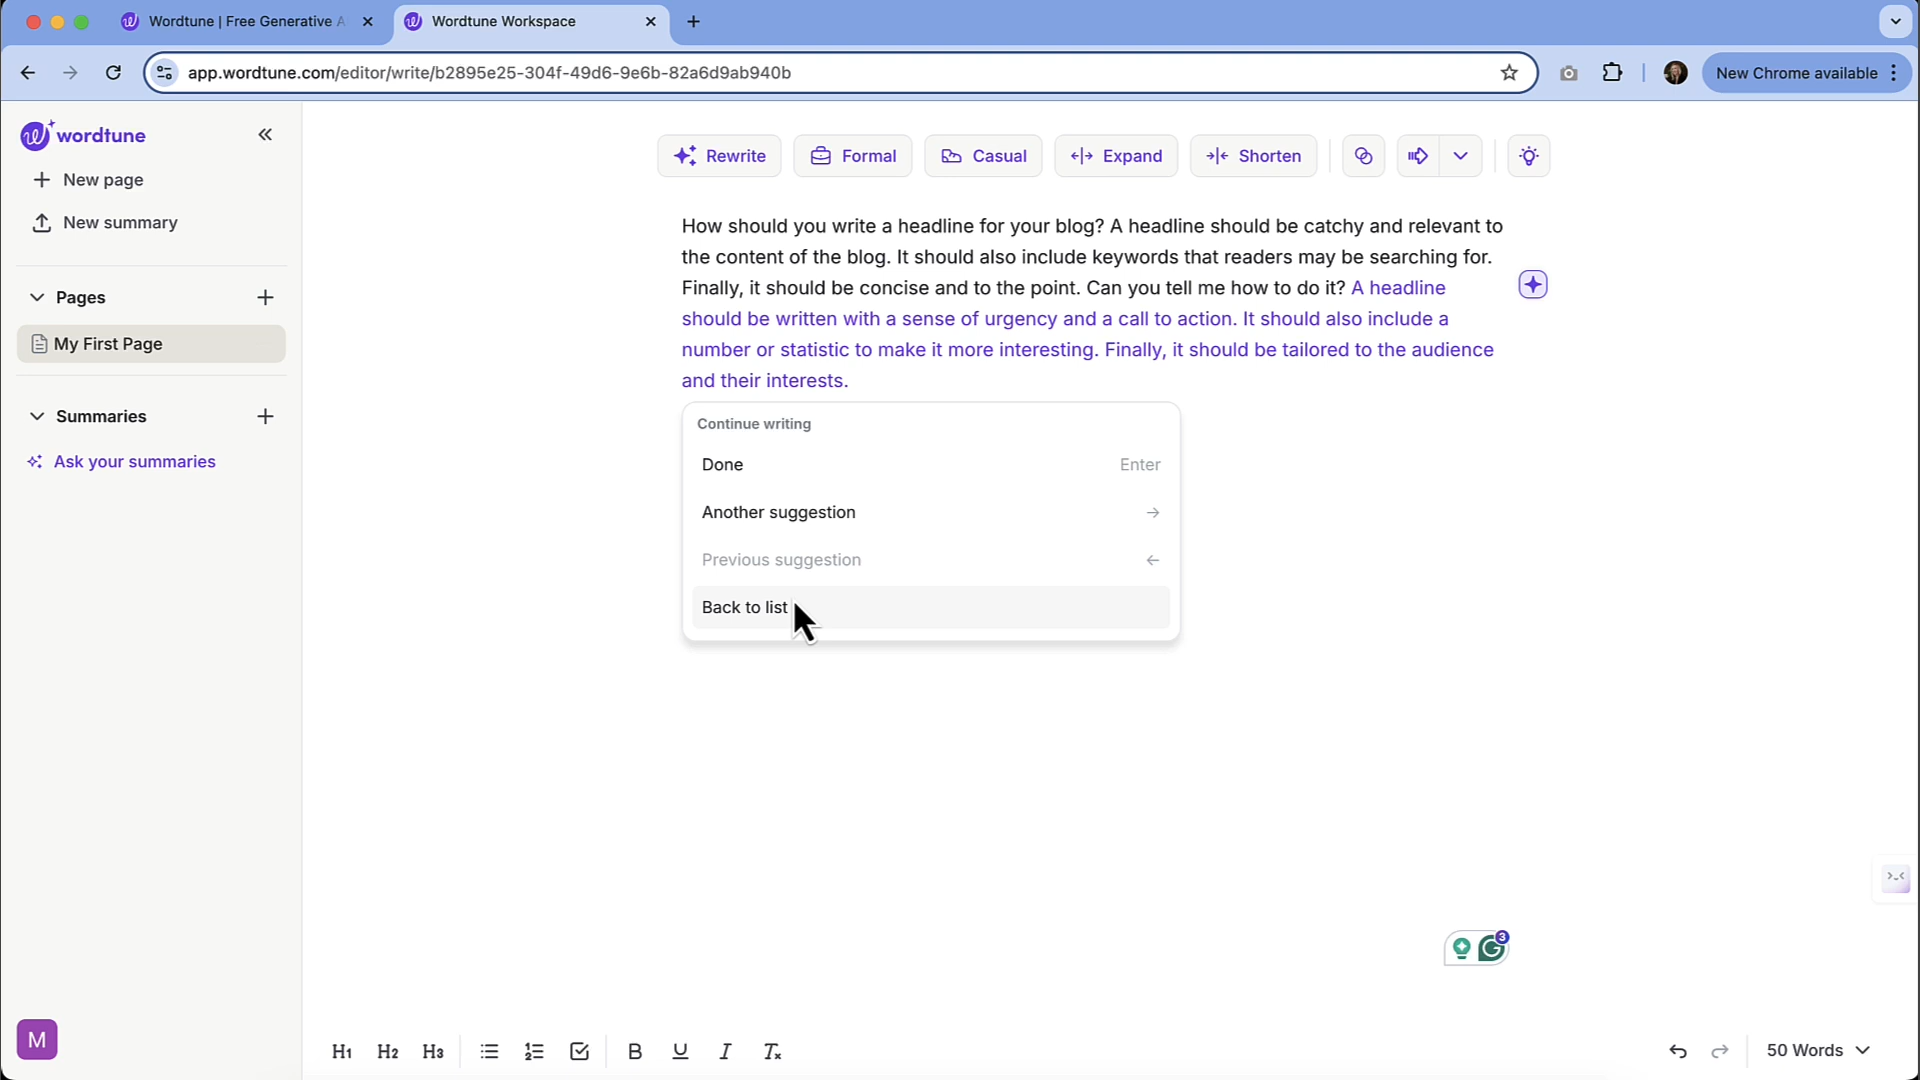 Wordtune | Free Generative A
Wordtune Workspace
app.wordtune.com/editor/write/b2895e25-304f-49d6-9e6b-82a6d9ab940b
New Chrome available
wordtune
New page
New summary
Pages
My First Page
Summaries
Ask your summaries
M
Rewrite
Formal
Casual
Expand
Shorten
How should you write a headline for your blog? A headline should be catchy and relevant to
the content of the blog. It should also include keywords that readers may be searching for.
Finally, it should be concise and to the point. Can you tell me how to do it? A headline
should be written with a sense of urgency and a call to action. It should also include a
number or statistic to make it more interesting. Finally, it should be tailored to the audience
and their interests.
Continue writing
Done Enter
Another suggestion
Previous suggestion
Back to list
3
H1 H2 H3 B U I Tx
50 Words